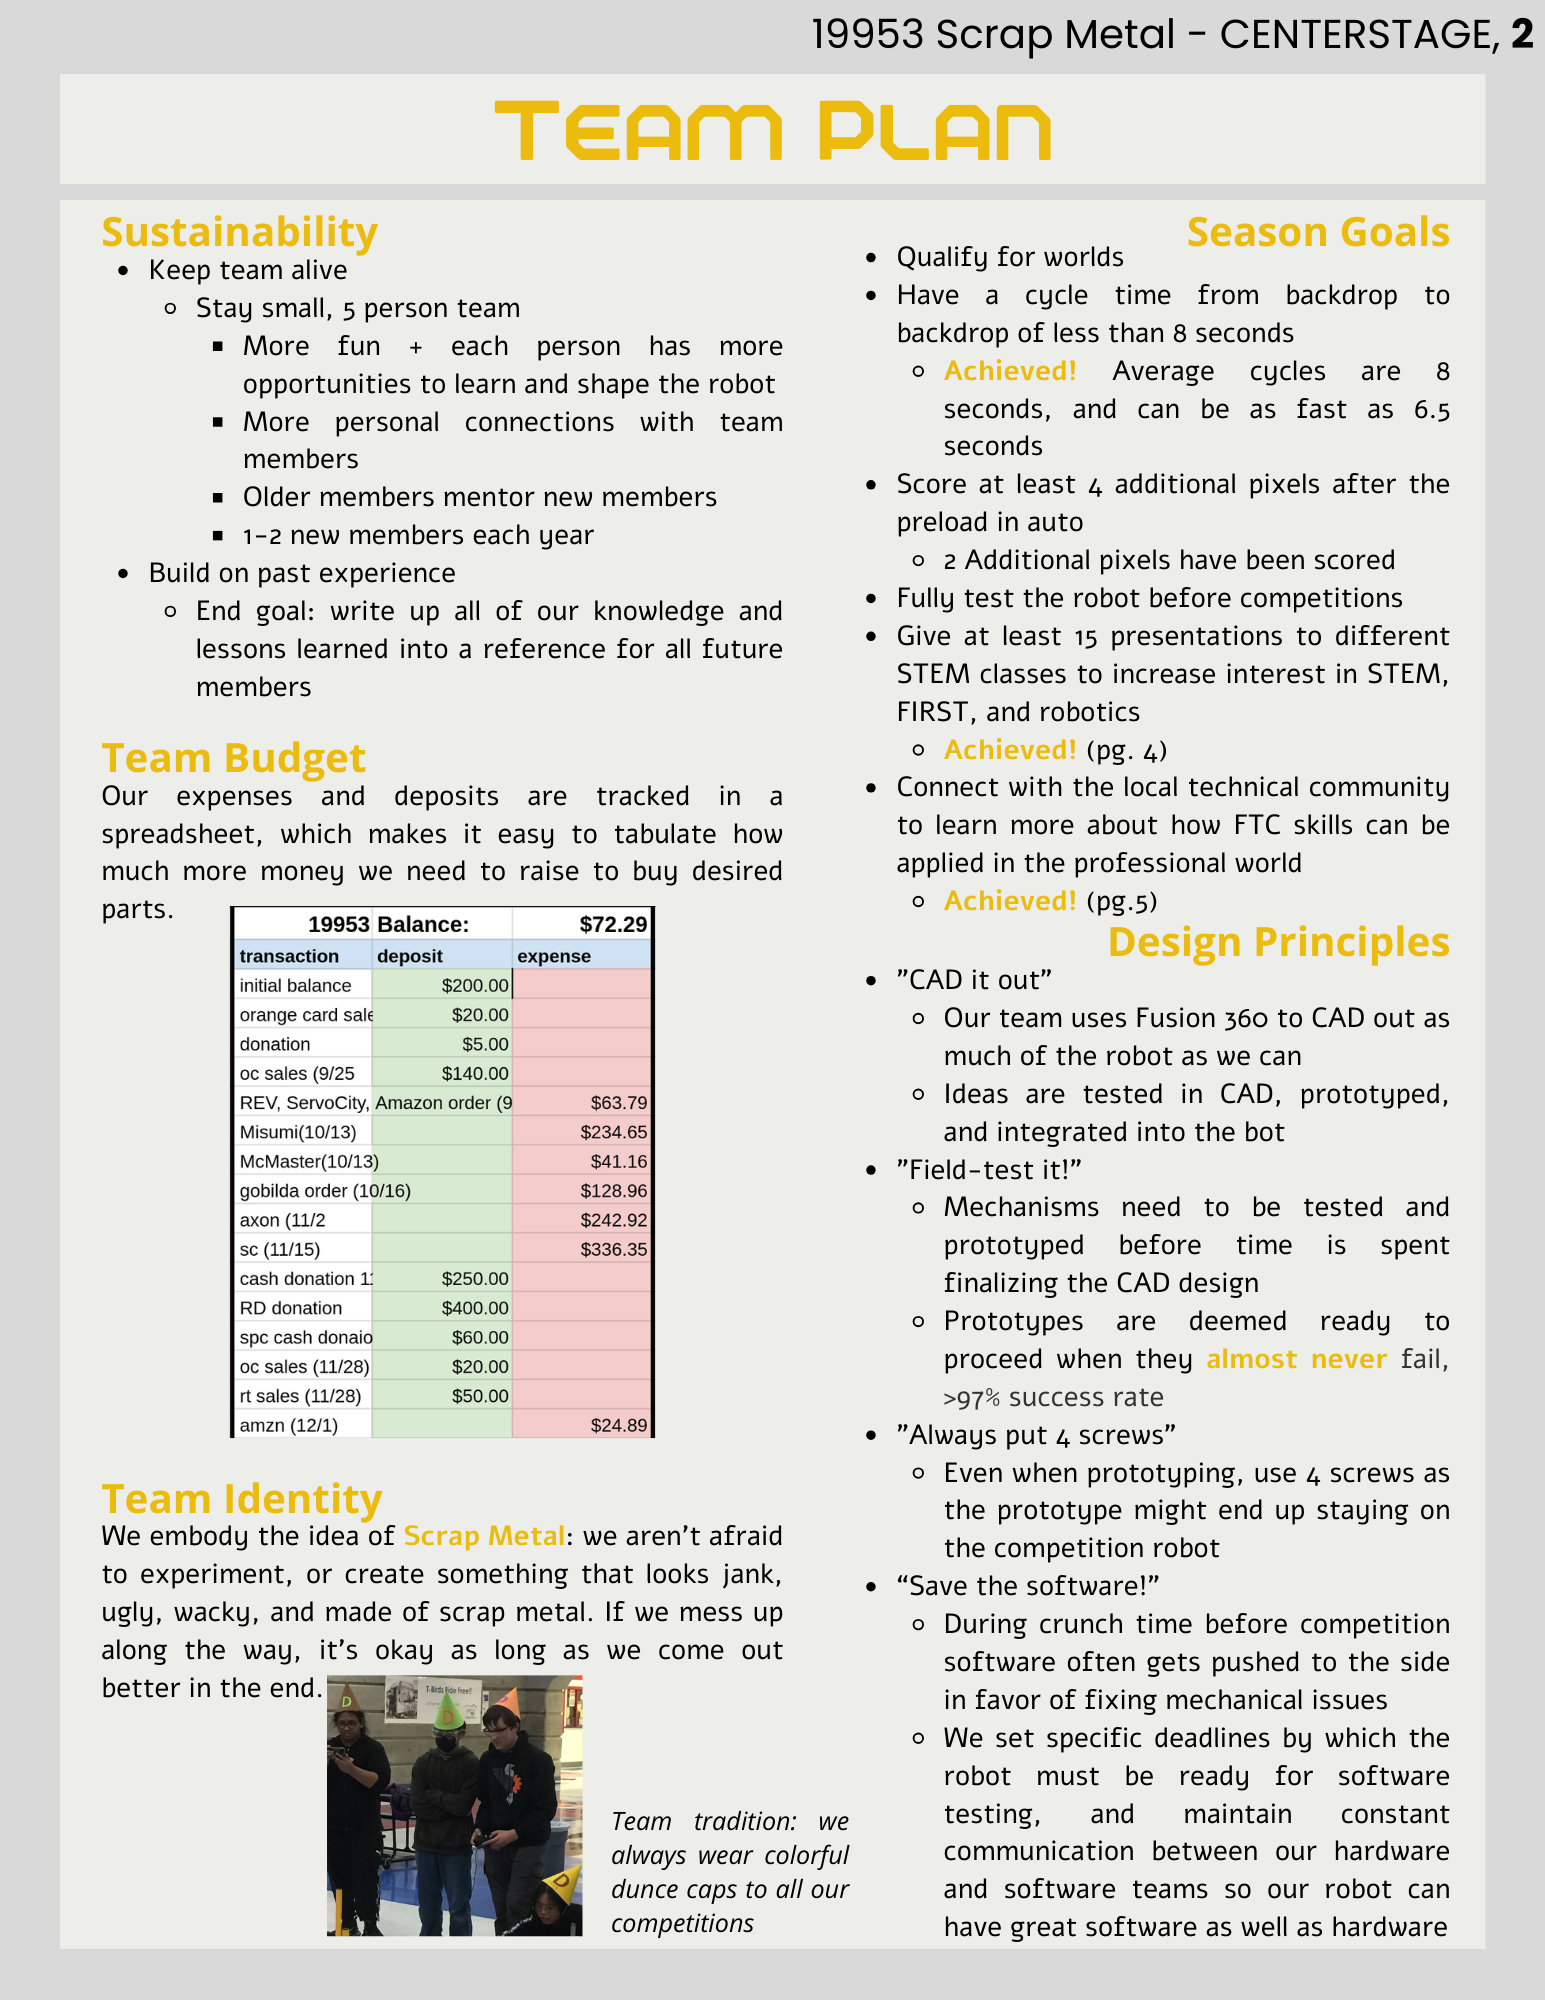 19953 Scrap Metal - CENTERSTAGE, 2
TEAM PLAN
Sustainability
• Keep team alive
◦ Stay small, 5 person team
▪ More fun + each person has more
opportunities to learn and shape the robot
▪ More personal connections with team
members
▪ Older members mentor new members
▪ 1-2 new members each year
• Build on past experience
◦ End goal: write up all of our knowledge and
lessons learned into a reference for all future
members
Team Budget
Our expenses and deposits are tracked in a
spreadsheet, which makes it easy to tabulate how
much more money we need to raise to buy desired
parts.
19953 Balance: $72.29
transaction deposit expense
initial balance $200.00
orange card sale $20.00
donation $5.00
oc sales (9/25 $140.00
REV, ServoCity, Amazon order (9 $63.79
Misumi(10/13) $234.65
McMaster(10/13) $41.16
gobilda order (10/16) $128.96
axon (11/2 $242.92
sc (11/15) $336.35
cash donation 11 $250.00
RD donation $400.00
spc cash donaio $60.00
oc sales (11/28) $20.00
rt sales (11/28) $50.00
amzn (12/1) $24.89
Team Identity
We embody the idea of Scrap Metal: we aren't afraid
to experiment, or create something that looks jank,
ugly, wacky, and made of scrap metal. If we mess up
along the way, it's okay as long as we come out
better in the end.
T-Birds Ride Free!!
D
D
D
D
Team tradition: we
always wear colorful
dunce caps to all our
competitions
Season Goals
• Qualify for worlds
• Have a cycle time from backdrop to
backdrop of less than 8 seconds
◦ Achieved! Average cycles are 8
seconds, and can be as fast as 6.5
seconds
• Score at least 4 additional pixels after the
preload in auto
◦ 2 Additional pixels have been scored
• Fully test the robot before competitions
• Give at least 15 presentations to different
STEM classes to increase interest in STEM,
FIRST, and robotics
◦ Achieved! (pg. 4)
• Connect with the local technical community
to learn more about how FTC skills can be
applied in the professional world
◦ Achieved! (pg.5)
Design Principles
• ”CAD it out”
◦ Our team uses Fusion 360 to CAD out as
much of the robot as we can
◦ Ideas are tested in CAD, prototyped,
and integrated into the bot
• ”Field-test it!”
◦ Mechanisms need to be tested and
prototyped before time is spent
finalizing the CAD design
◦ Prototypes are deemed ready to
proceed when they almost never fail,
>97% success rate
• ”Always put 4 screws”
◦ Even when prototyping, use 4 screws as
the prototype might end up staying on
the competition robot
• “Save the software!”
◦ During crunch time before competition
software often gets pushed to the side
in favor of fixing mechanical issues
◦ We set specific deadlines by which the
robot must be ready for software
testing, and maintain constant
communication between our hardware
and software teams so our robot can
have great software as well as hardware